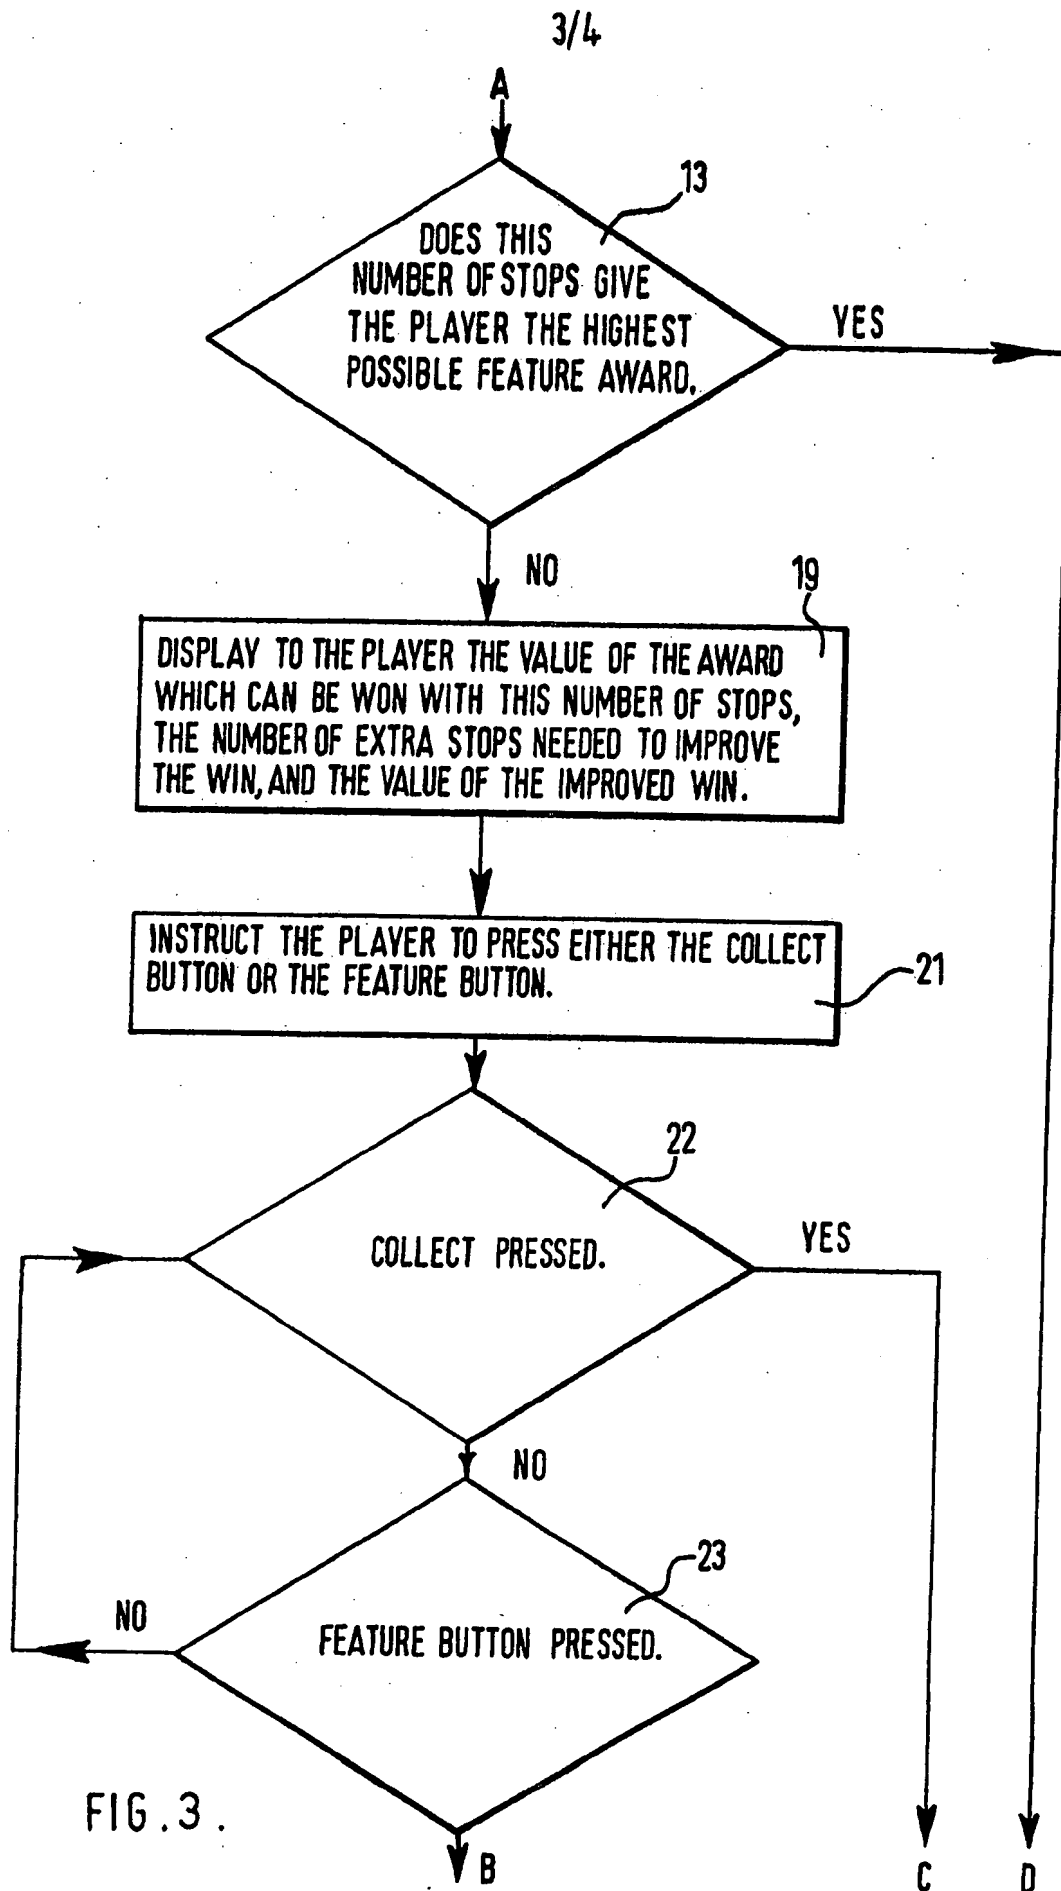 3/4
A
13
DOES THIS
NUMBER OF STOPS GIVE
THE PLAYER THE HIGHEST
POSSIBLE FEATURE AWARD.
YES
NO
19
DISPLAY TO THE PLAYER THE VALUE OF THE AWARD
WHICH CAN BE WON WITH THIS NUMBER OF STOPS,
THE NUMBER OF EXTRA STOPS NEEDED TO IMPROVE
THE WIN, AND THE VALUE OF THE IMPROVED WIN.
INSTRUCT THE PLAYER TO PRESS EITHER THE COLLECT
BUTTON OR THE FEATURE BUTTON.
21
22
COLLECT PRESSED.
YES
NO
23
NO
FEATURE BUTTON PRESSED.
FIG.3.
B
C
D